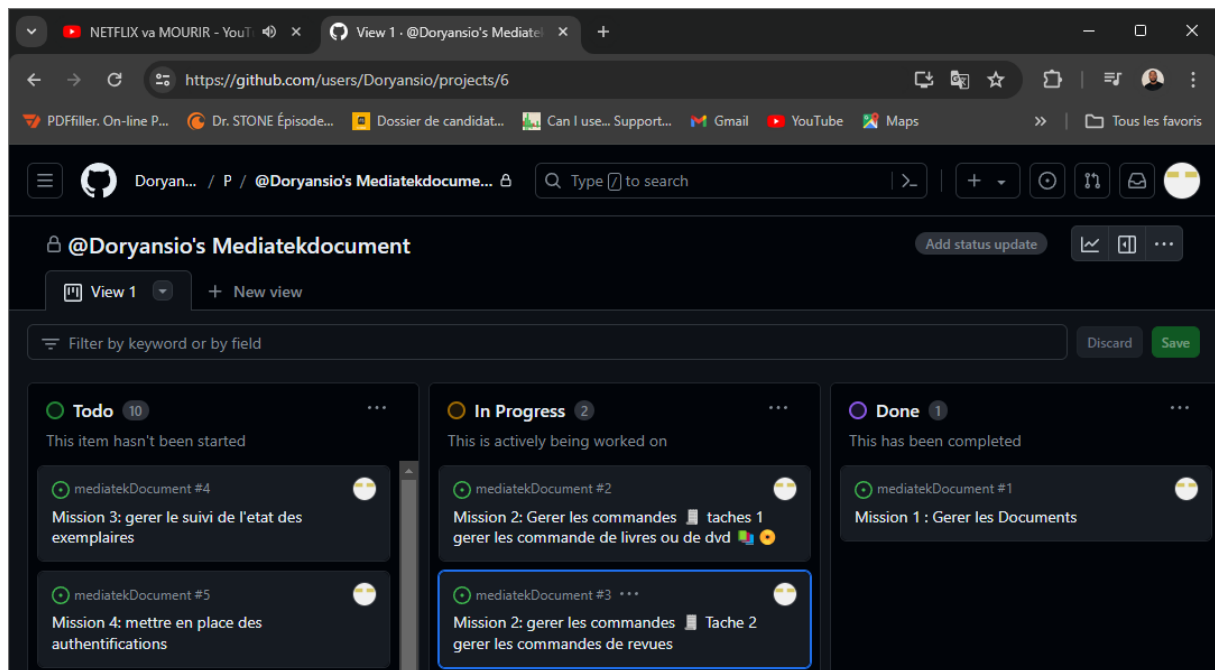 NETFLIX va MOURIR - YouT
View 1 · @Doryansio's Mediatel
https://github.com/users/Doryansio/projects/6
PDFfiller. On-line P...
Dr. STONE Épisode...
Dossier de candidat...
Can I use... Support...
Gmail
YouTube
Maps
Tous les favoris
Doryan... / P / @Doryansio's Mediatekdocume...
Type / to search
@Doryansio's Mediatekdocument
Add status update
View 1
New view
Filter by keyword or by field
Discard
Save
Todo 10
This item hasn't been started
mediatekDocument #4
Mission 3: gerer le suivi de l'etat des
exemplaires
mediatekDocument #5
Mission 4: mettre en place des
authentifications
In Progress 2
This is actively being worked on
mediatekDocument #2
Mission 2: Gerer les commandes 🧾 taches 1
gerer les commande de livres ou de dvd 📚 📀
mediatekDocument #3
Mission 2: gerer les commandes 🧾 Tache 2
gerer les commandes de revues
Done 1
This has been completed
mediatekDocument #1
Mission 1 : Gerer les Documents